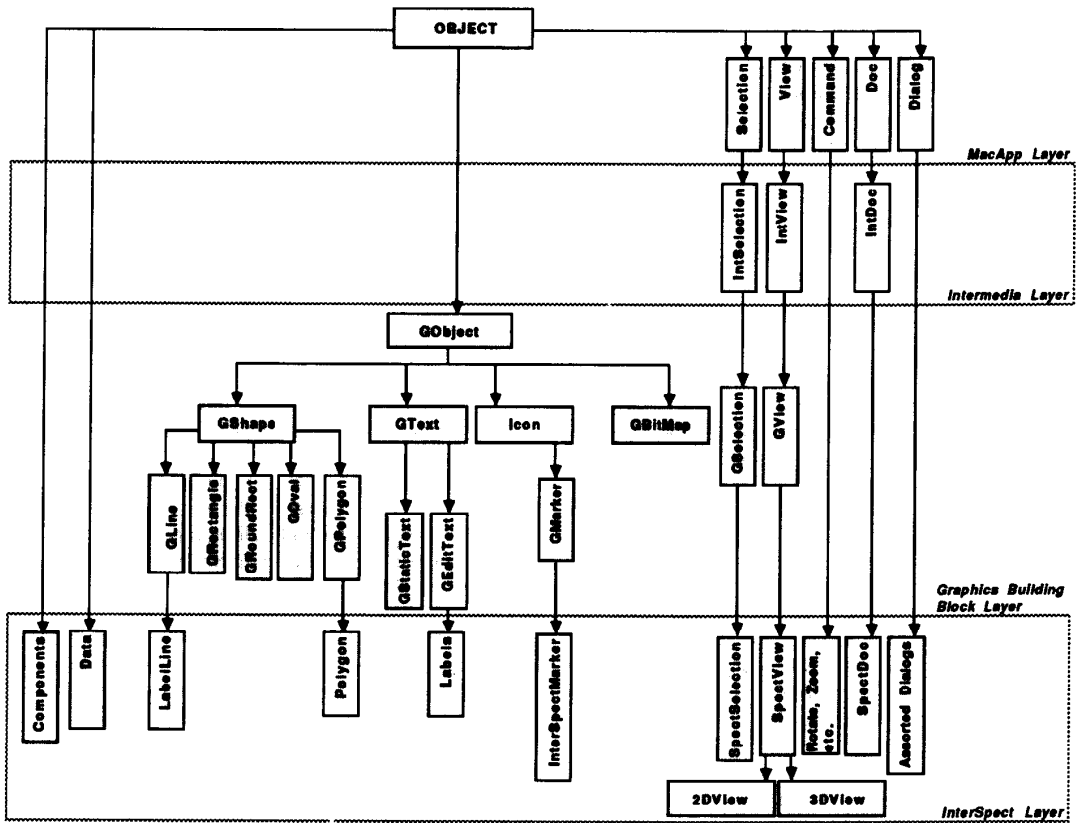 OBJECT
Selection
View
Command
Doc
Dialog
MacApp Layer
IntSelection
IntView
IntDoc
Intermedia Layer
GObject
GShape
GText
Icon
GBitMap
GSelection
GView
GLine
GRectangle
GRoundRect
GOval
GPolygon
GStaticText
GEditText
GMarker
Graphics Building
Block Layer
Components
Data
LabelLine
Polygon
Labels
InterSpectMarker
SpectSelection
SpectView
Rotate, Zoom,
etc.
SpectDoc
Assorted Dialogs
2DView
3DView
InterSpect Layer